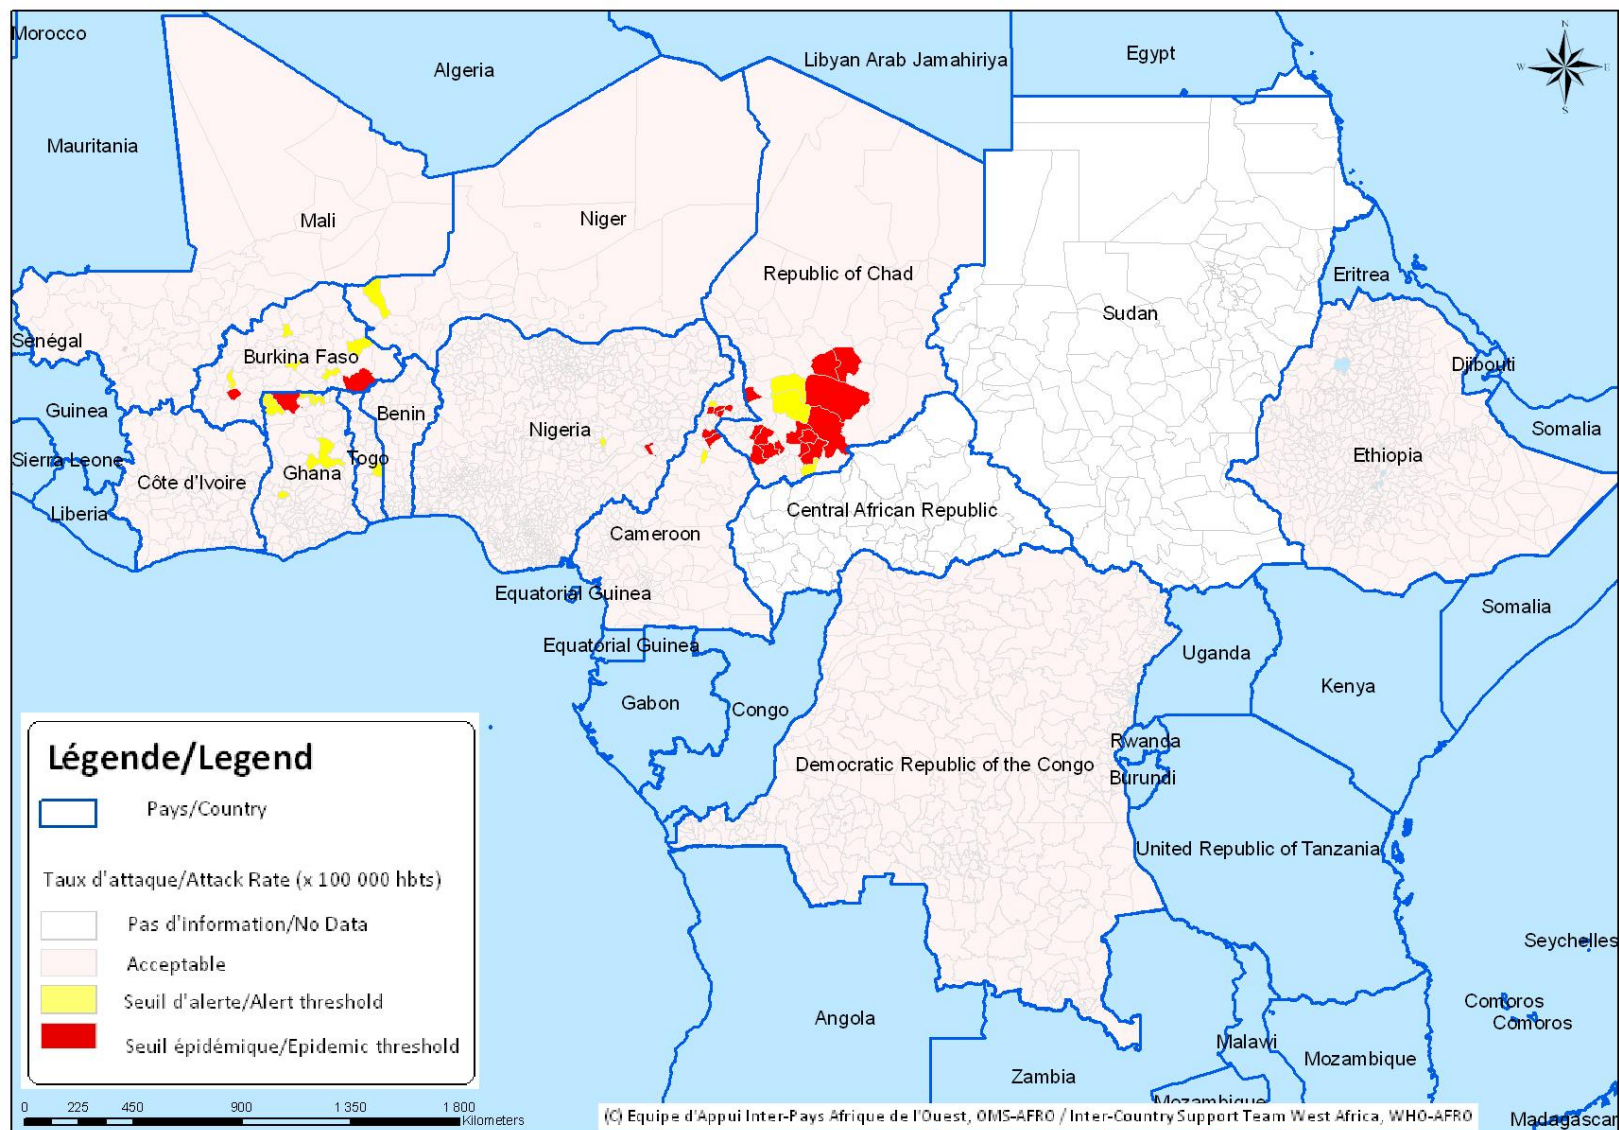 Morocco
Algeria
Libyan Arab Jamahiriya
Egypt
N
W
E
S
Mauritania
Mali
Niger
Republic of Chad
Sudan
Eritrea
Sénégal
Burkina Faso
Djibouti
Guinea
Benin
Nigeria
Somalia
Sierra Leone
Togo
Ghana
Côte d'Ivoire
Ethiopia
Liberia
Central African Republic
Cameroon
Equatorial Guinea
Somalia
Equatorial Guinea
Uganda
Kenya
Gabon
Congo
Rwanda
Democratic Republic of the Congo
Burundi
United Republic of Tanzania
Seychelles
Comoros
Comoros
Angola
Malawi
Mozambique
Zambia
Mozambique
Madagascar
Légende/Legend
Pays/Country
Taux d'attaque/Attack Rate (x 100 000 hbts)
Pas d'information/No Data
Acceptable
Seuil d'alerte/Alert threshold
Seuil épidémique/Epidemic threshold
0 225 450 900 1 350 1 800
Kilometers
(C) Equipe d'Appui Inter-Pays Afrique de l'Ouest, OMS-AFRO / Inter-Country Support Team West Africa, WHO-AFRO